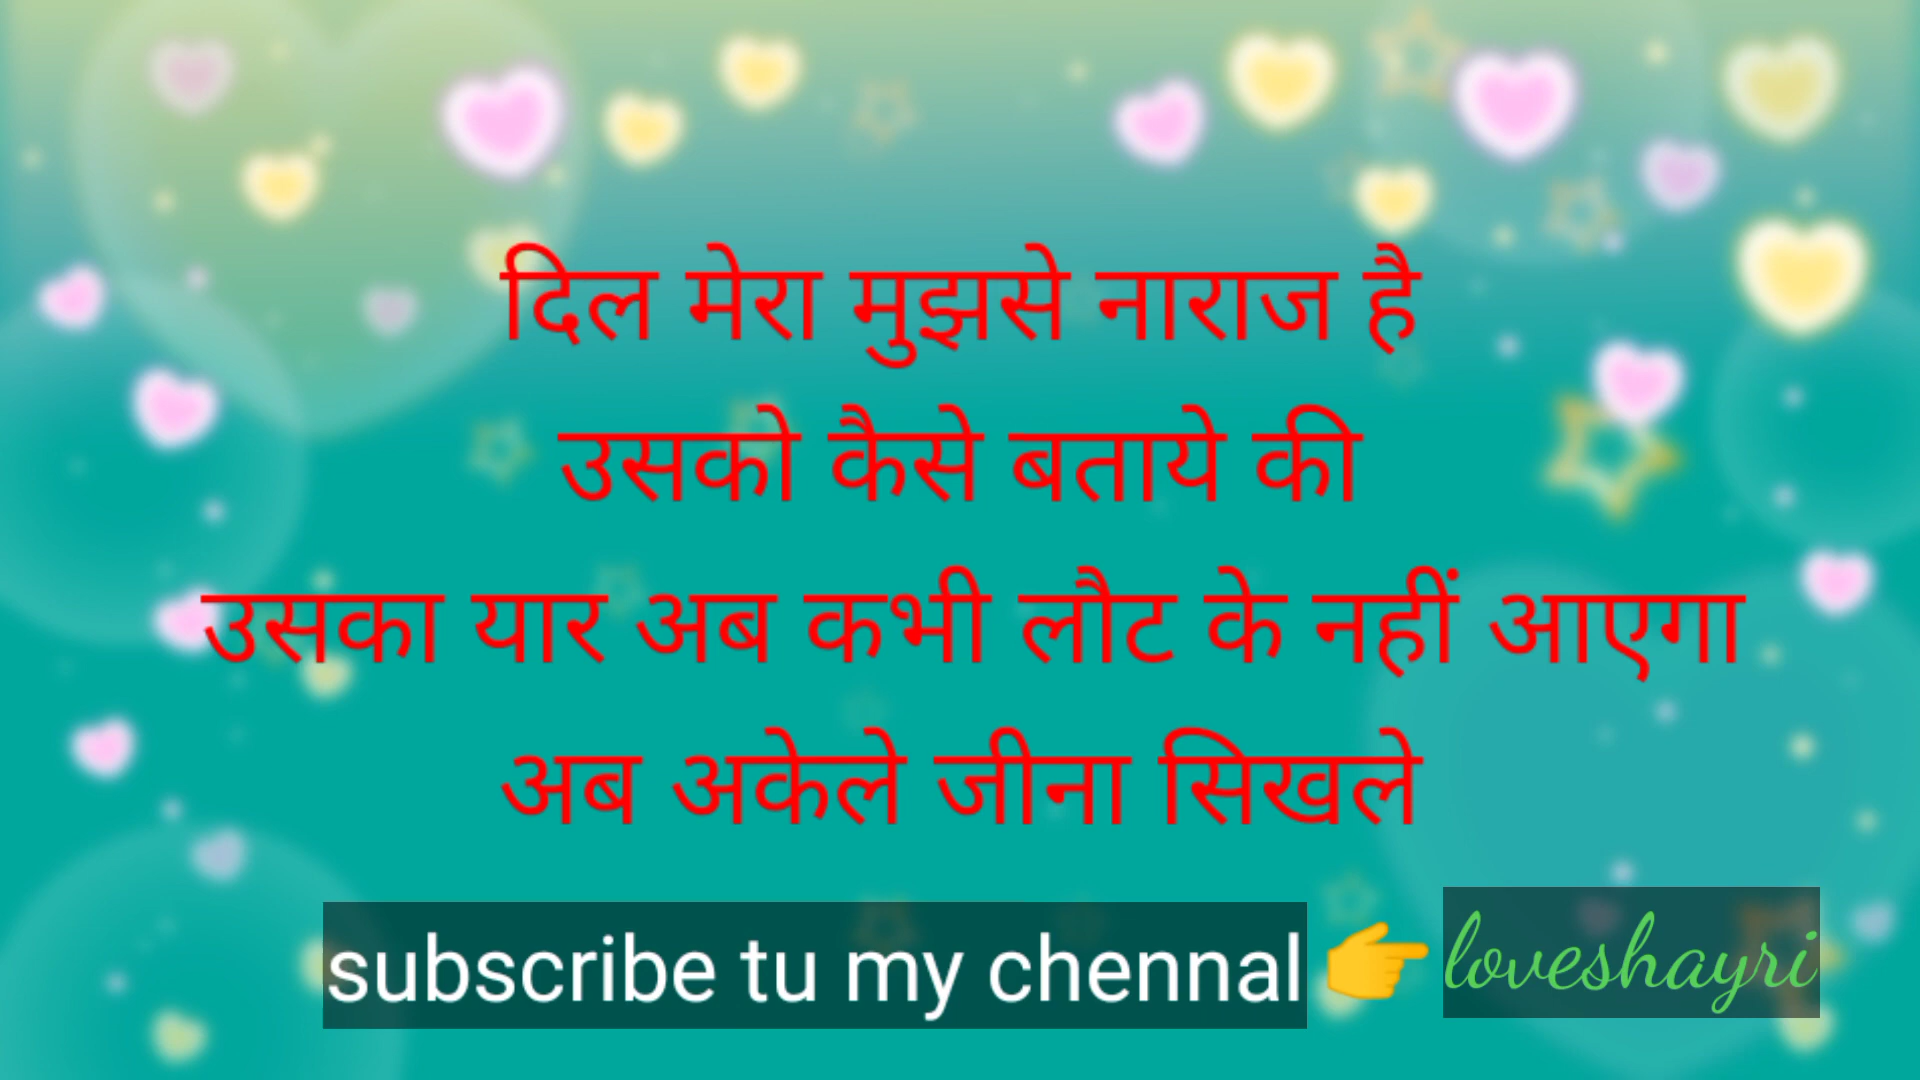 दिल मेरा मुझसे नाराज है
उसको कैसे बताये की
उसका यार अब कभी लौट के नहीं आएगा
अब अकेले जीना सिखले
subscribe tu my chennal 👉 loveshayri